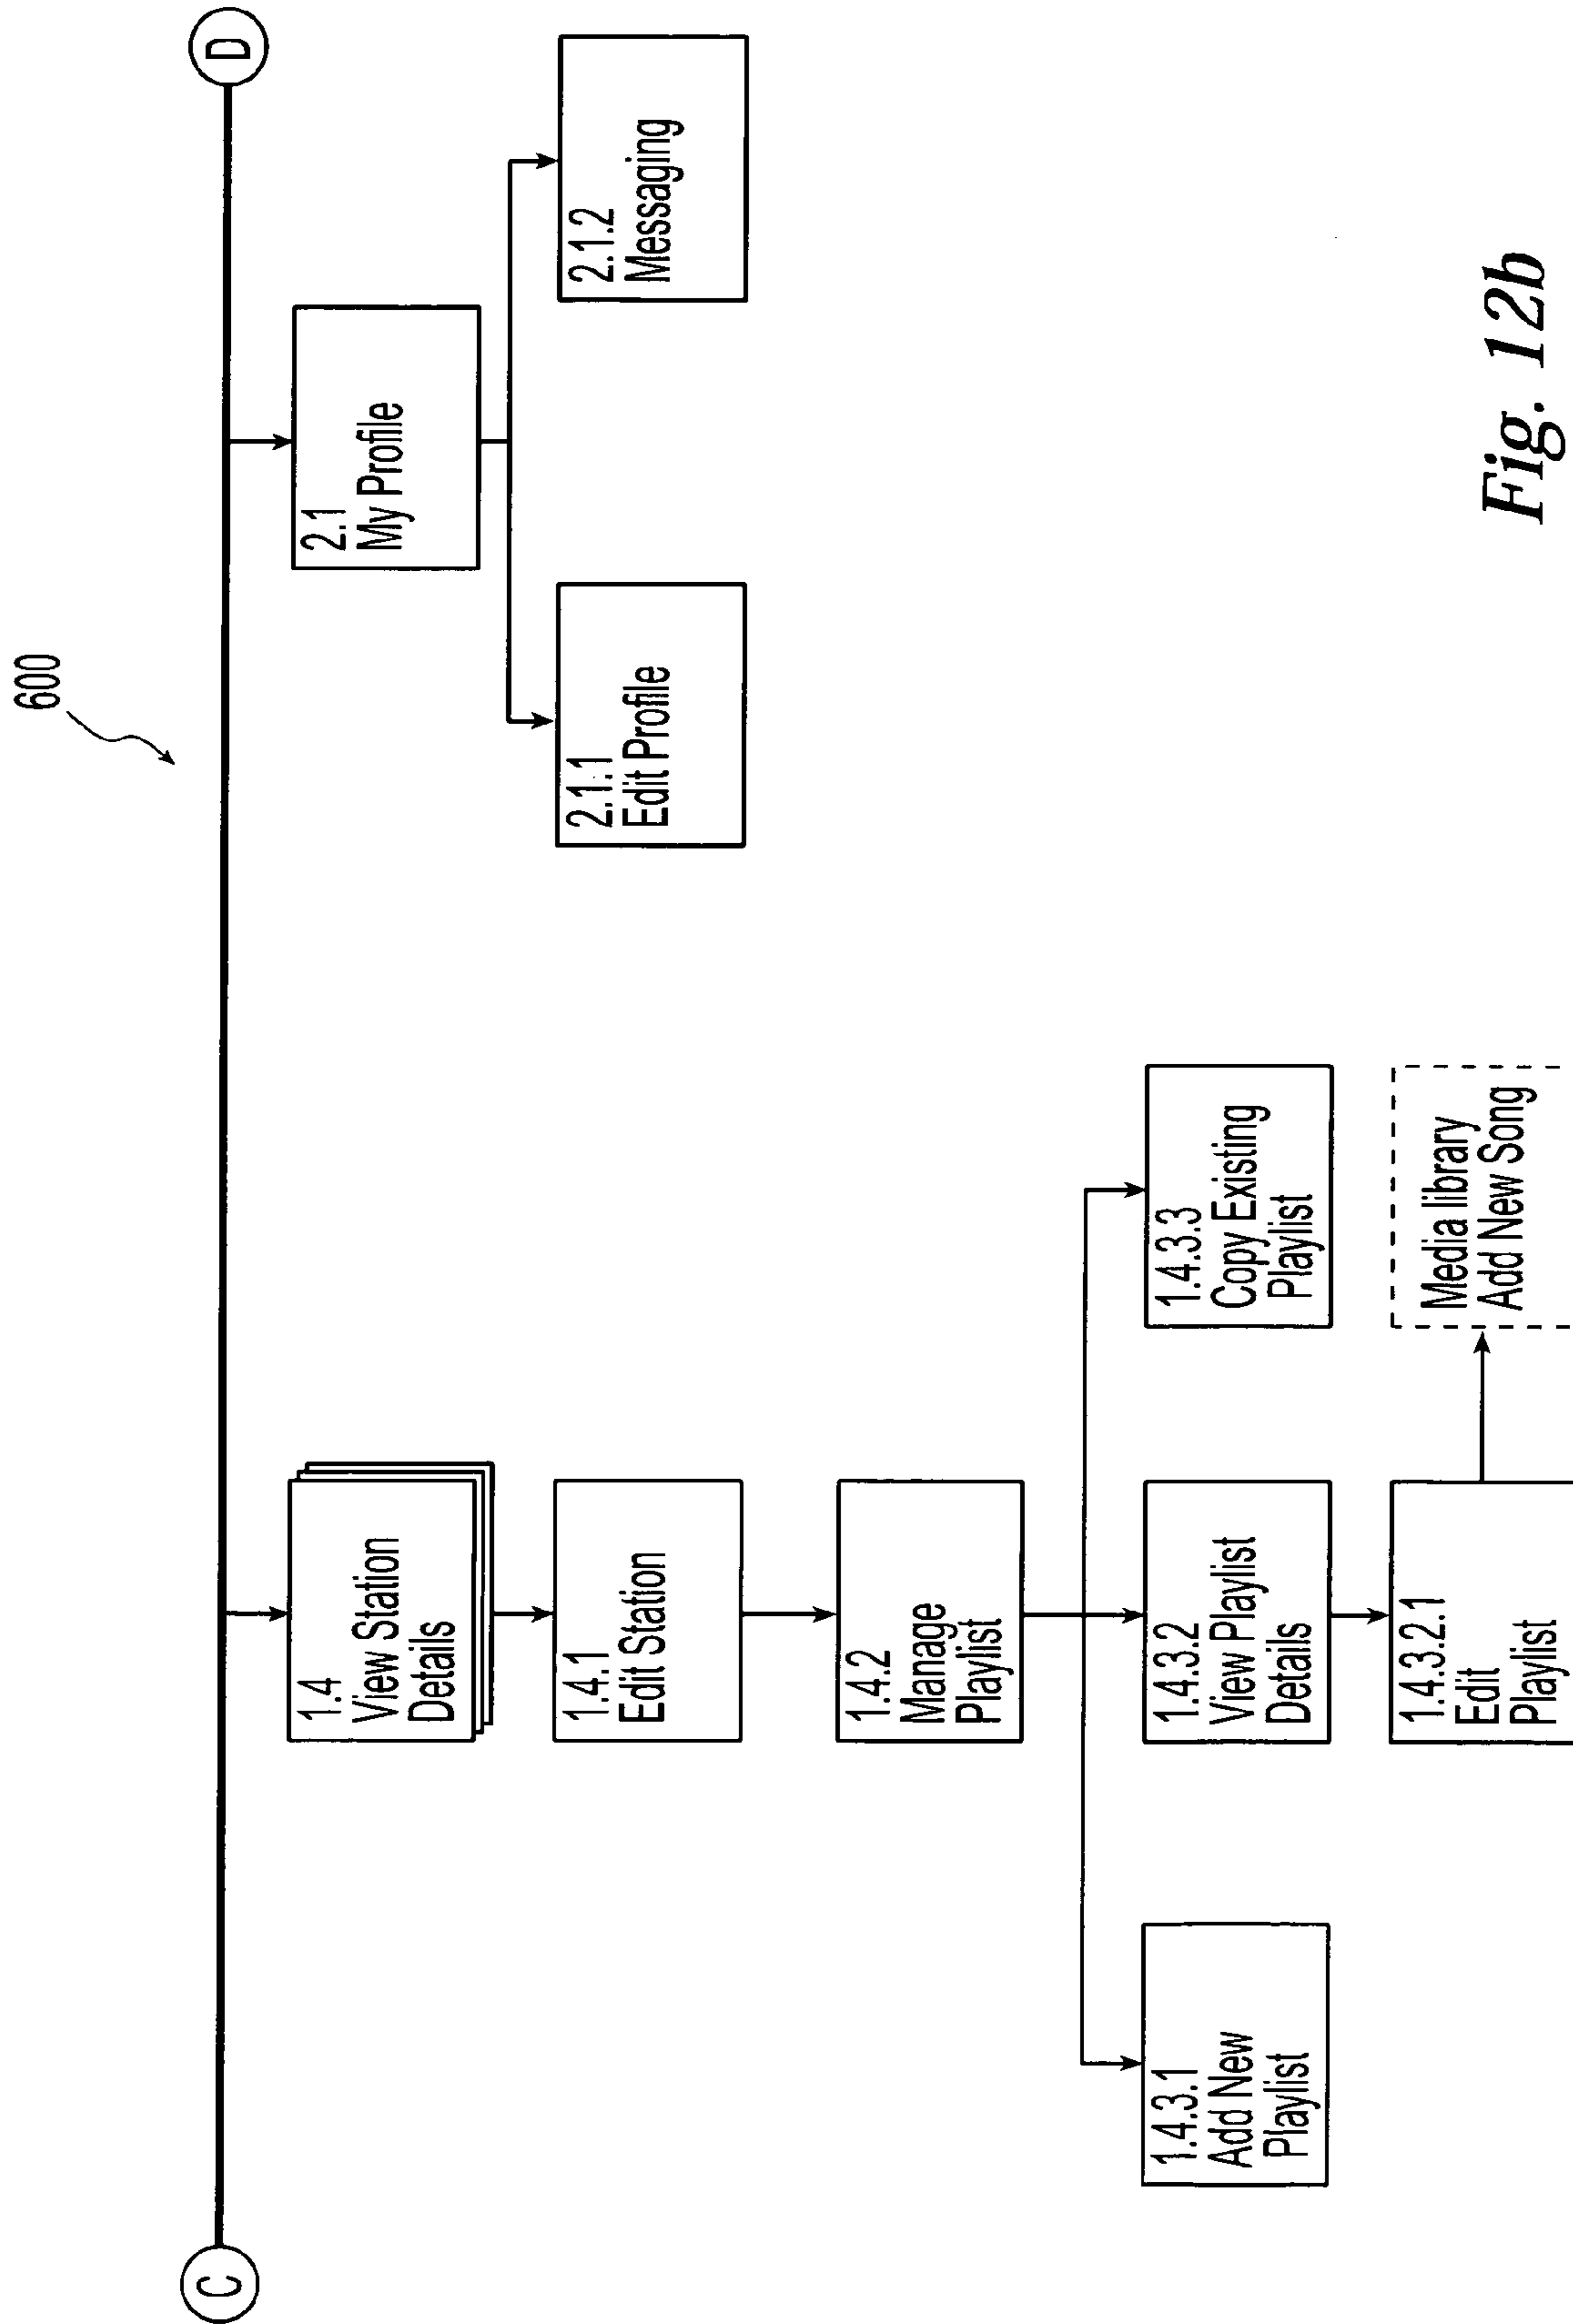 600
C
D
1.4
View Station
Details
1.4.1
Edit Station
1.4.2
Manage
Playlist
1.4.3.1
Add New
Playlist
1.4.3.2
View Playlist
Details
1.4.3.3
Copy Existing
Playlist
1.4.3.2.1
Edit
Playlist
Media library
Add New Song
2.1
My Profile
2.1.1
Edit Profile
2.1.2
Messaging
Fig. 12b